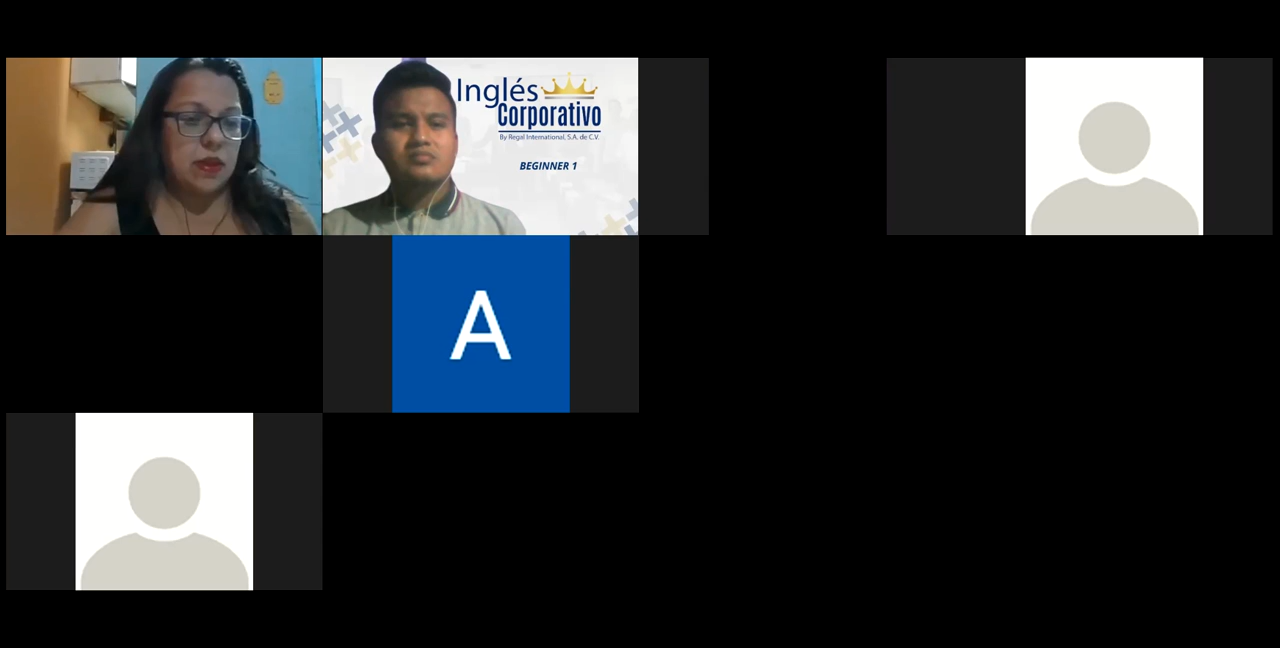 Inglés
Corporativo
By Regal International, S.A. de C.V.
BEGINNER 1
A